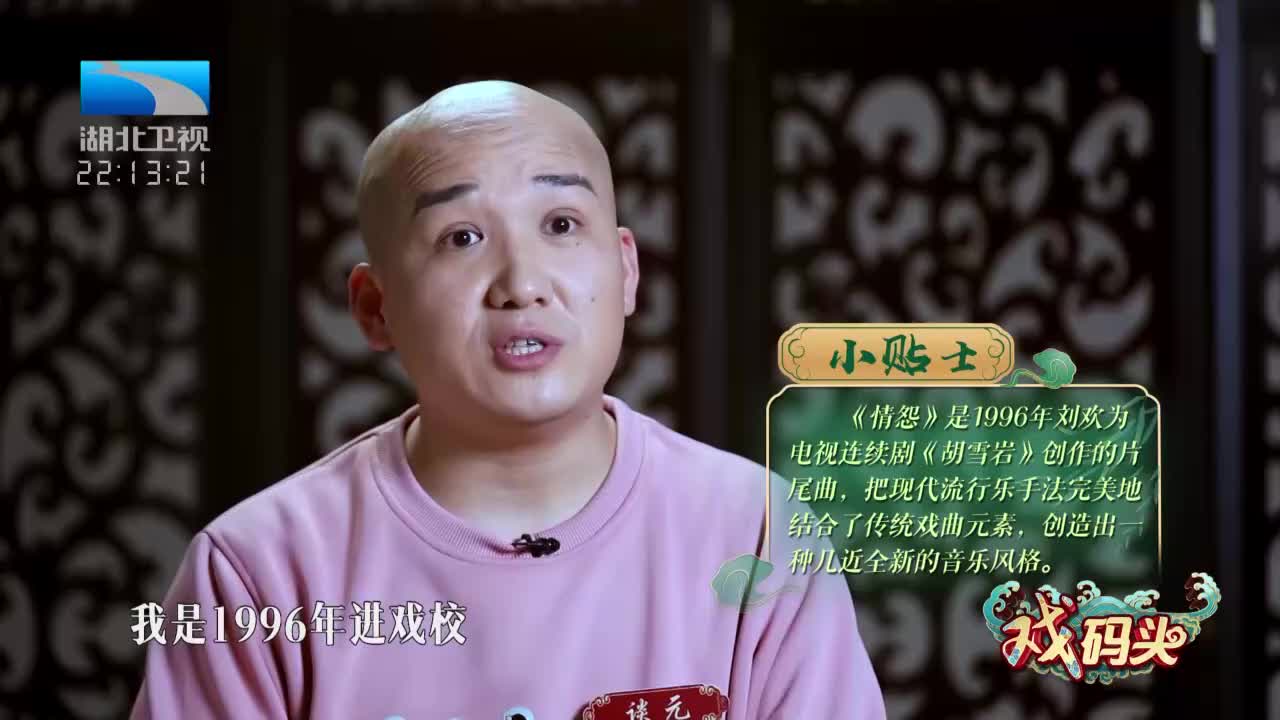 湖北卫视
22:13:21
小贴士
《情怨》是1996年刘欢为
电视连续剧《胡雪岩》创作的片
尾曲，把现代流行乐手法完美地
结合了传统戏曲元素，创造出一
种几近全新的音乐风格。
我是1996年进戏校
戏码头
谈元